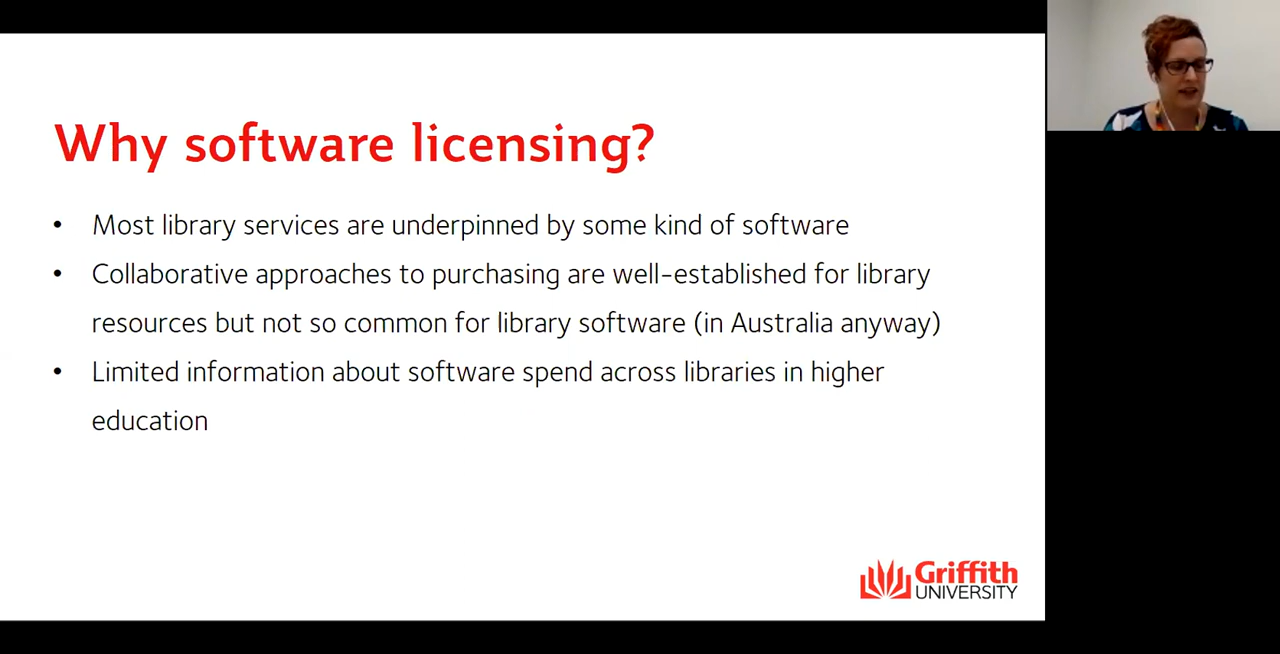 Why software licensing?
• Most library services are underpinned by some kind of software
• Collaborative approaches to purchasing are well-established for library
resources but not so common for library software (in Australia anyway)
• Limited information about software spend across libraries in higher
education
Griffith
UNIVERSITY